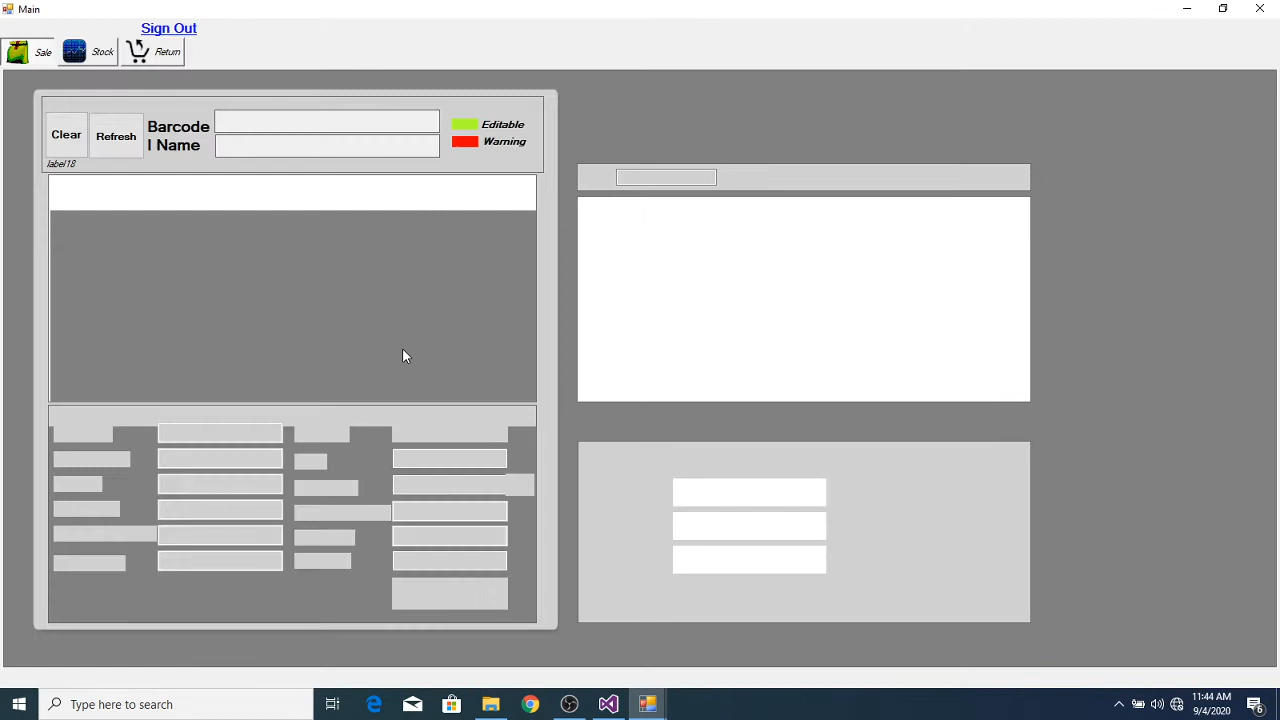 Main
Sign Out
Sale
Stock
Return
Clear
Refresh
Barcode
I Name
Editable
Warning
label18
Type here to search
11:44 AM
9/4/2020
6